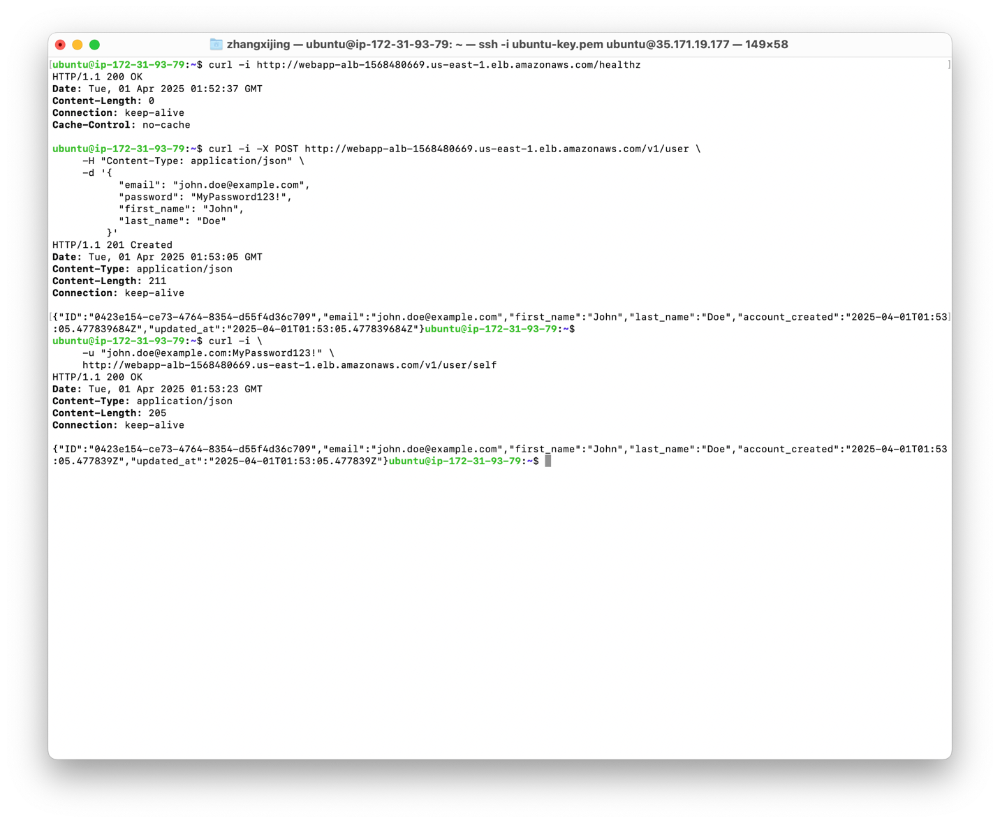 zhangxijing — ubuntu@ip-172-31-93-79: ~ — ssh -i ubuntu-key.pem ubuntu@35.171.19.177 — 149×58
[ubuntu@ip-172-31-93-79:~$ curl -i http://webapp-alb-1568480669.us-east-1.elb.amazonaws.com/healthz ]
HTTP/1.1 200 OK
Date: Tue, 01 Apr 2025 01:52:37 GMT
Content-Length: 0
Connection: keep-alive
Cache-Control: no-cache

ubuntu@ip-172-31-93-79:~$ curl -i -X POST http://webapp-alb-1568480669.us-east-1.elb.amazonaws.com/v1/user \
     -H "Content-Type: application/json" \
     -d '{
           "email": "john.doe@example.com",
           "password": "MyPassword123!",
           "first_name": "John",
           "last_name": "Doe"
         }'
HTTP/1.1 201 Created
Date: Tue, 01 Apr 2025 01:53:05 GMT
Content-Type: application/json
Content-Length: 211
Connection: keep-alive

[{"ID":"0423e154-ce73-4764-8354-d55f4d36c709","email":"john.doe@example.com","first_name":"John","last_name":"Doe","account_created":"2025-04-01T01:53]
:05.477839684Z","updated_at":"2025-04-01T01:53:05.477839684Z"}ubuntu@ip-172-31-93-79:~$
ubuntu@ip-172-31-93-79:~$ curl -i \
     -u "john.doe@example.com:MyPassword123!" \
     http://webapp-alb-1568480669.us-east-1.elb.amazonaws.com/v1/user/self
HTTP/1.1 200 OK
Date: Tue, 01 Apr 2025 01:53:23 GMT
Content-Type: application/json
Content-Length: 205
Connection: keep-alive

{"ID":"0423e154-ce73-4764-8354-d55f4d36c709","email":"john.doe@example.com","first_name":"John","last_name":"Doe","account_created":"2025-04-01T01:53
:05.477839Z","updated_at":"2025-04-01T01:53:05.477839Z"}ubuntu@ip-172-31-93-79:~$